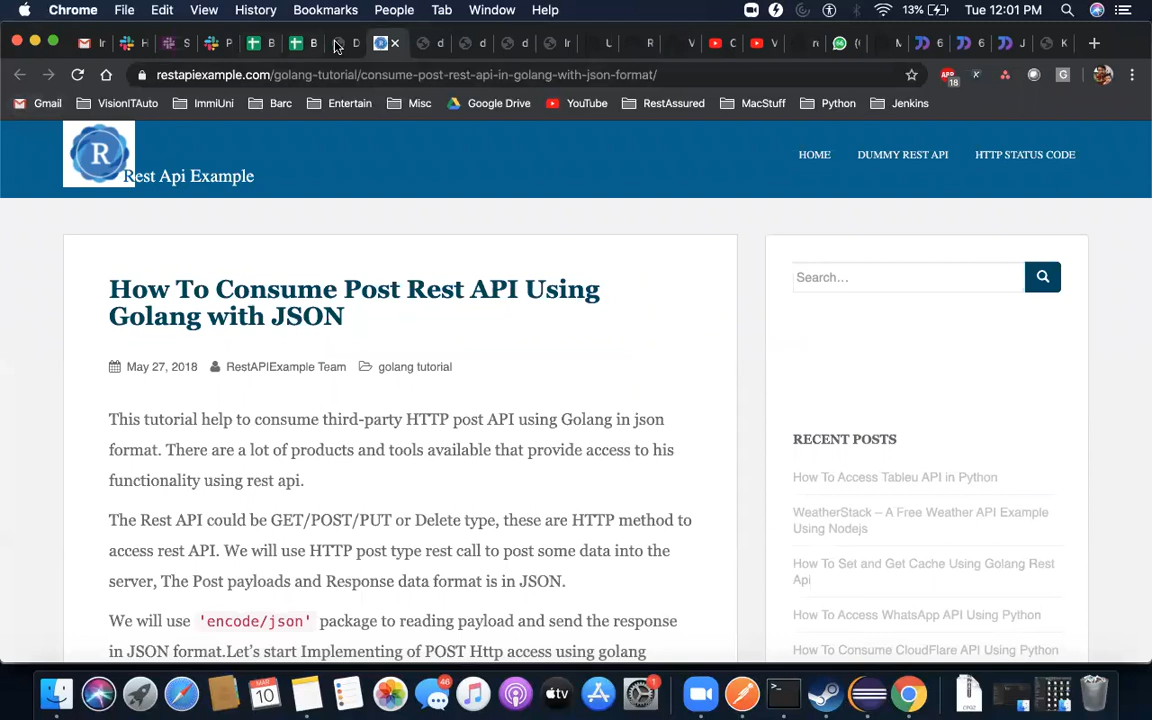 Chrome File Edit View History Bookmarks People Tab Window Help 13% Tue 12:01 PM
restapiexample.com/golang-tutorial/consume-post-rest-api-in-golang-with-json-format/
18
Gmail VisionITAuto ImmiUni Barc Entertain Misc Google Drive YouTube RestAssured MacStuff Python Jenkins
R
Rest Api Example
HOME DUMMY REST API HTTP STATUS CODE
How To Consume Post Rest API Using
Golang with JSON
May 27, 2018 RestAPIExample Team golang tutorial
This tutorial help to consume third-party HTTP post API using Golang in json
format. There are a lot of products and tools available that provide access to his
functionality using rest api.
The Rest API could be GET/POST/PUT or Delete type, these are HTTP method to
access rest API. We will use HTTP post type rest call to post some data into the
server, The Post payloads and Response data format is in JSON.
We will use 'encode/json' package to reading payload and send the response
in JSON format.Let's start Implementing of POST Http access using golang
Search…
RECENT POSTS
How To Access Tableu API in Python
WeatherStack – A Free Weather API Example
Using Nodejs
How To Set and Get Cache Using Golang Rest
Api
How To Access WhatsApp API Using Python
How To Consume CloudFlare API Using Python
MAR
10
46
tv
1